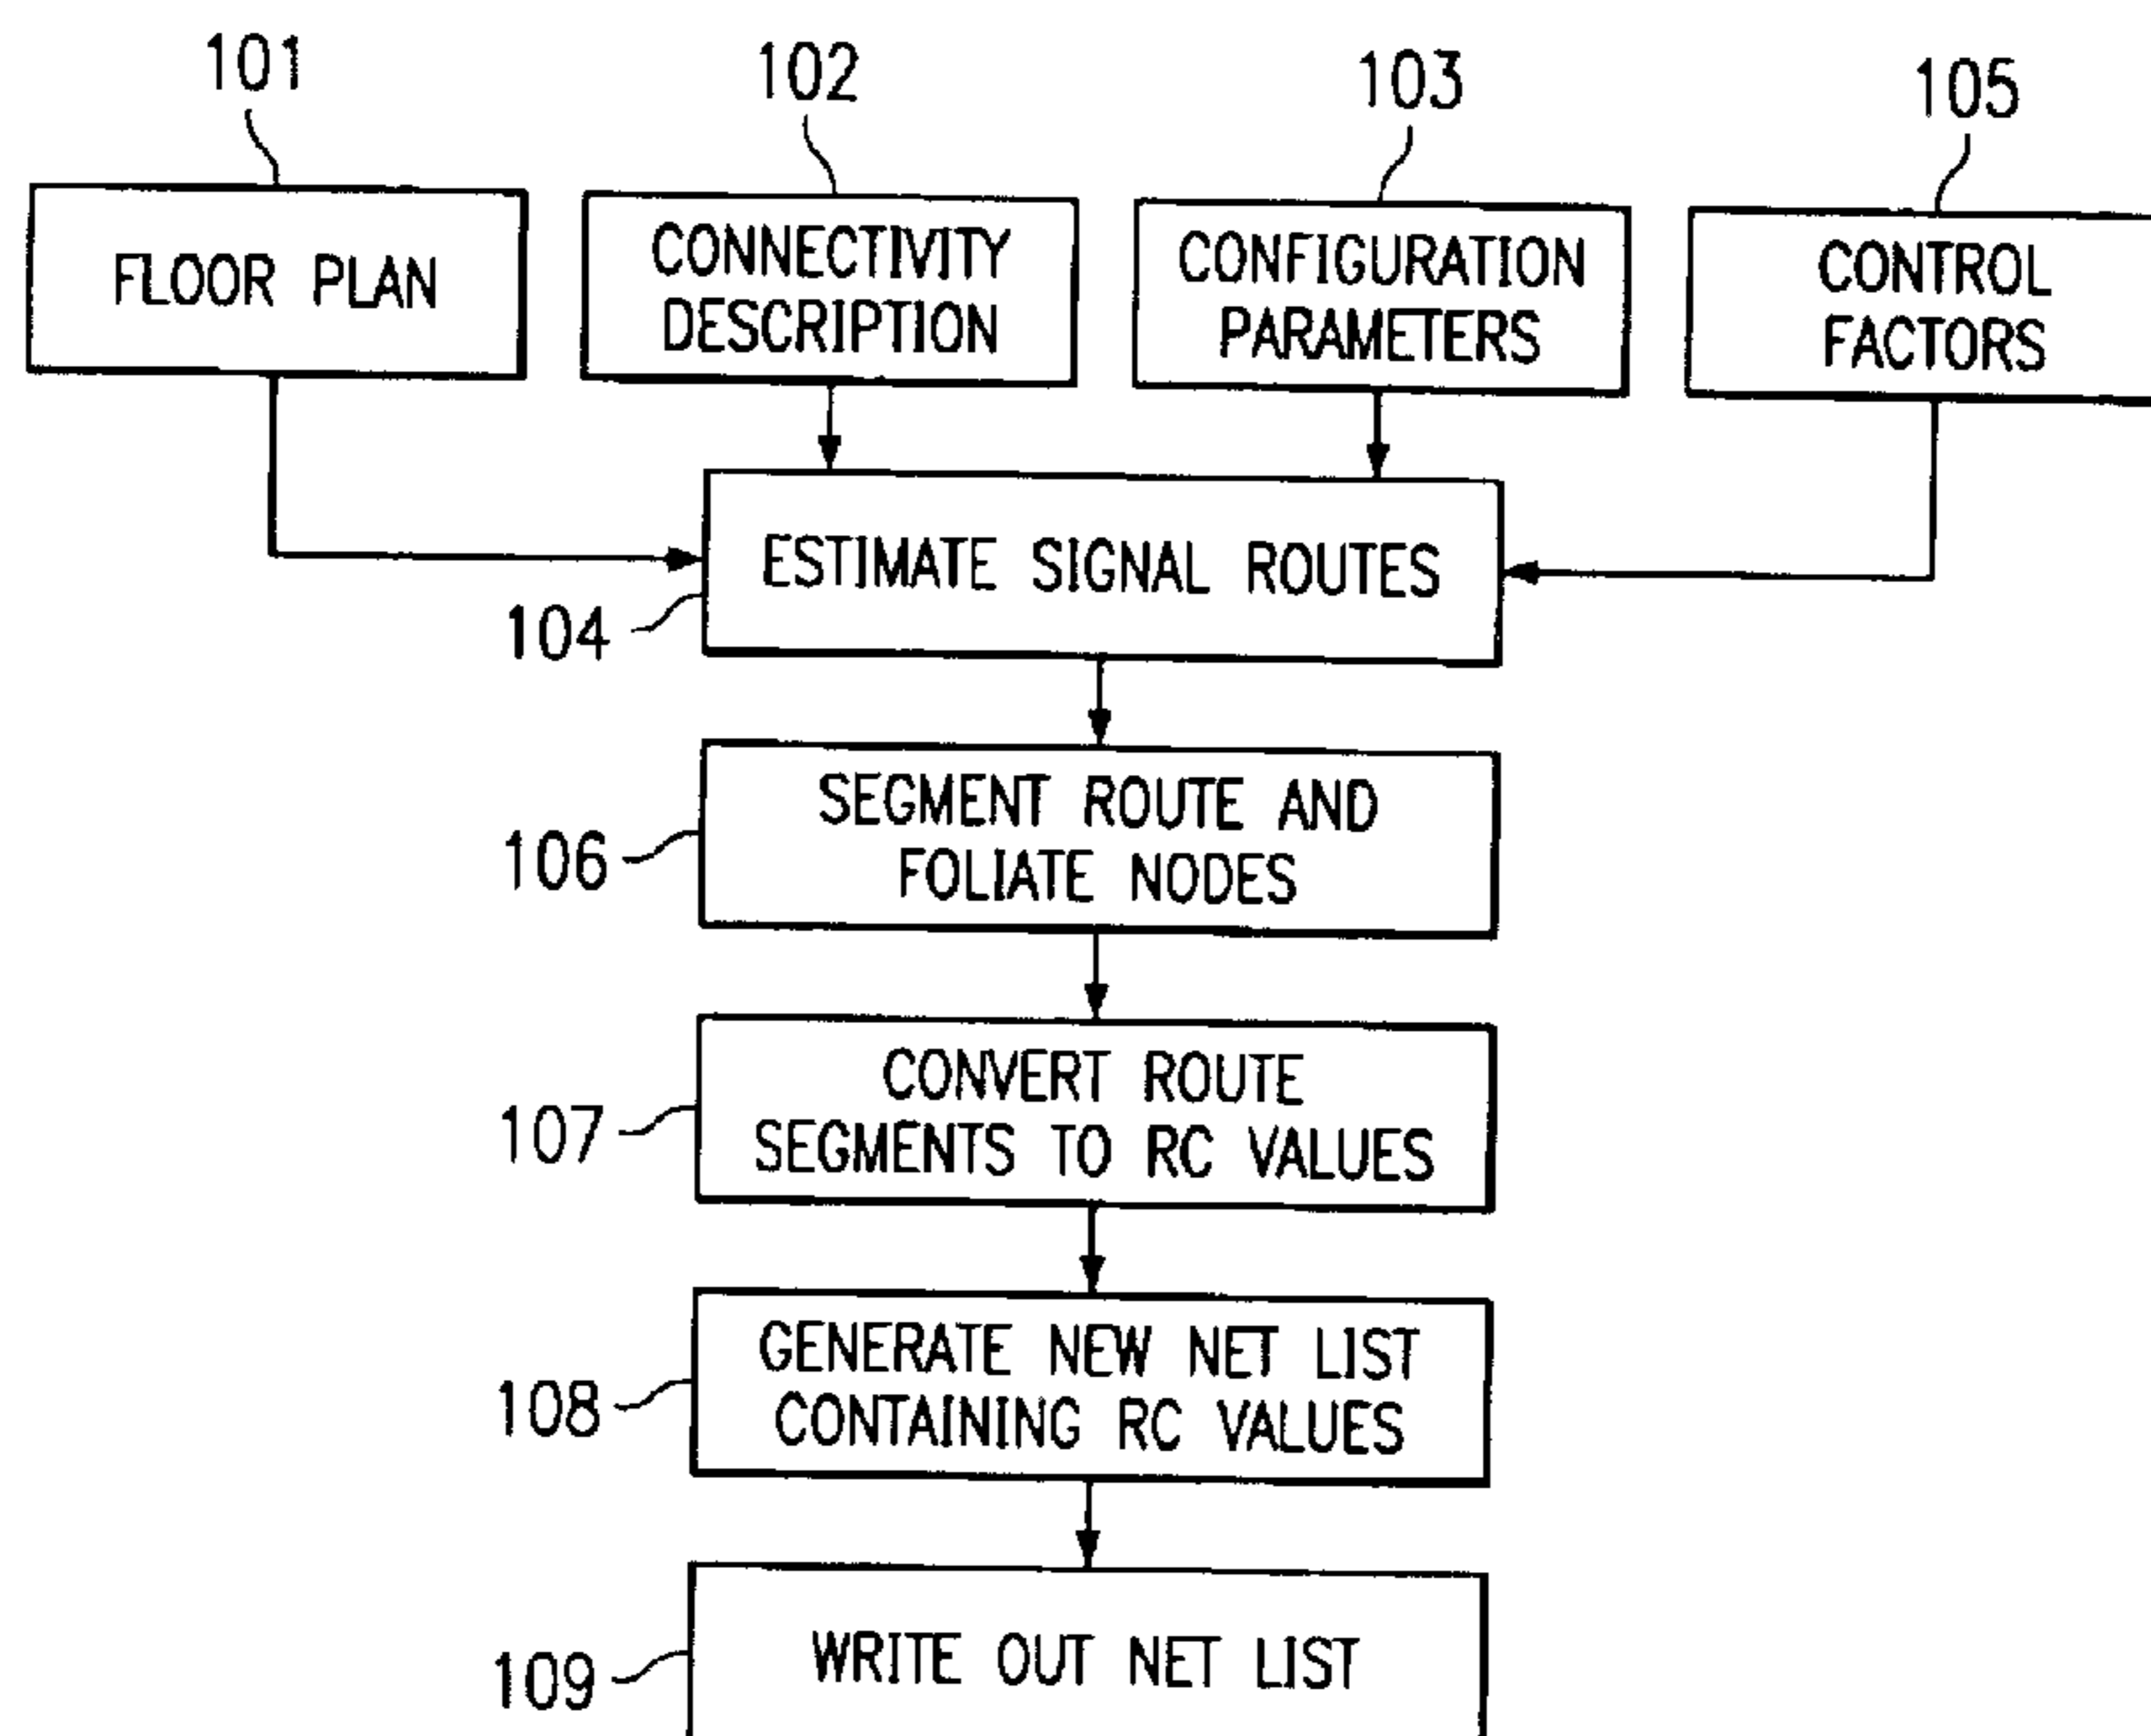 101
102
103
105
FLOOR PLAN
CONNECTIVITY
DESCRIPTION
CONFIGURATION
PARAMETERS
CONTROL
FACTORS
ESTIMATE SIGNAL ROUTES
104
SEGMENT ROUTE AND
FOLIATE NODES
106
CONVERT ROUTE
SEGMENTS TO RC VALUES
107
GENERATE NEW NET LIST
CONTAINING RC VALUES
108
WRITE OUT NET LIST
109